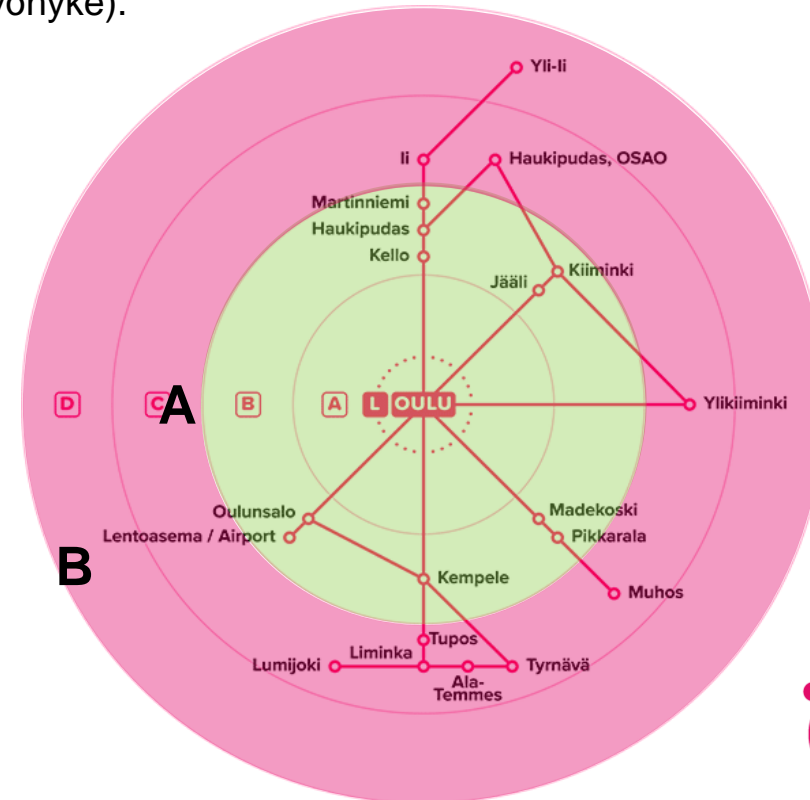 vöhyke).
Yli-Ii
Ii
Haukipudas, OSAO
Martinniemi
Haukipudas
Kello
Kiiminki
Jääli
D C A B A L OULU
Ylikiiminki
Oulunsalo
Madekoski
Lentoasema / Airport
Pikkarala
B
Kempele
Muhos
Tupos
Liminka
Lumijoki
Tyrnävä
Ala-
Temmes